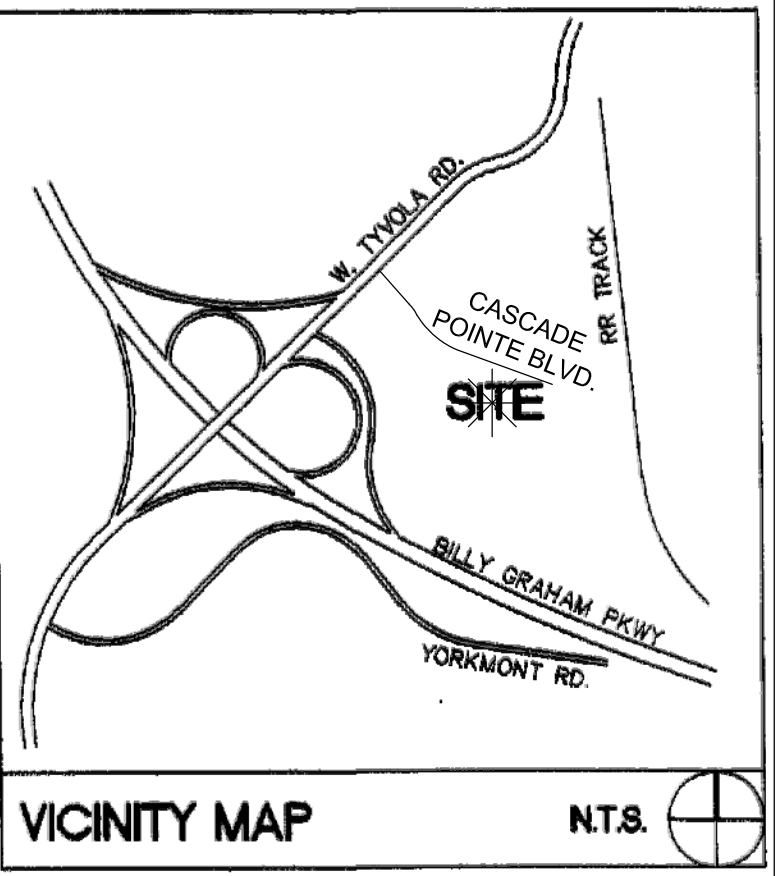 W. TYVOLA RD.
RR TRACK
CASCADE
POINTE BLVD.
SITE
BILLY GRAHAM PKWY
YORKMONT RD.
VICINITY MAP
N.T.S.